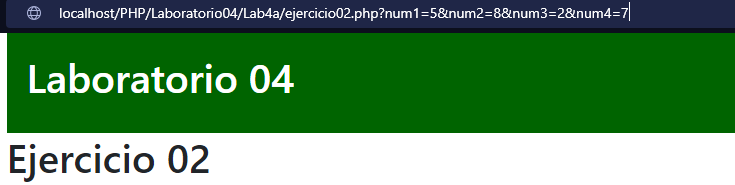 localhost/PHP/Laboratorio04/Lab4a/ejercicio02.php?num1=5&num2=8&num3=2&num4=7
Laboratorio 04
Ejercicio 02